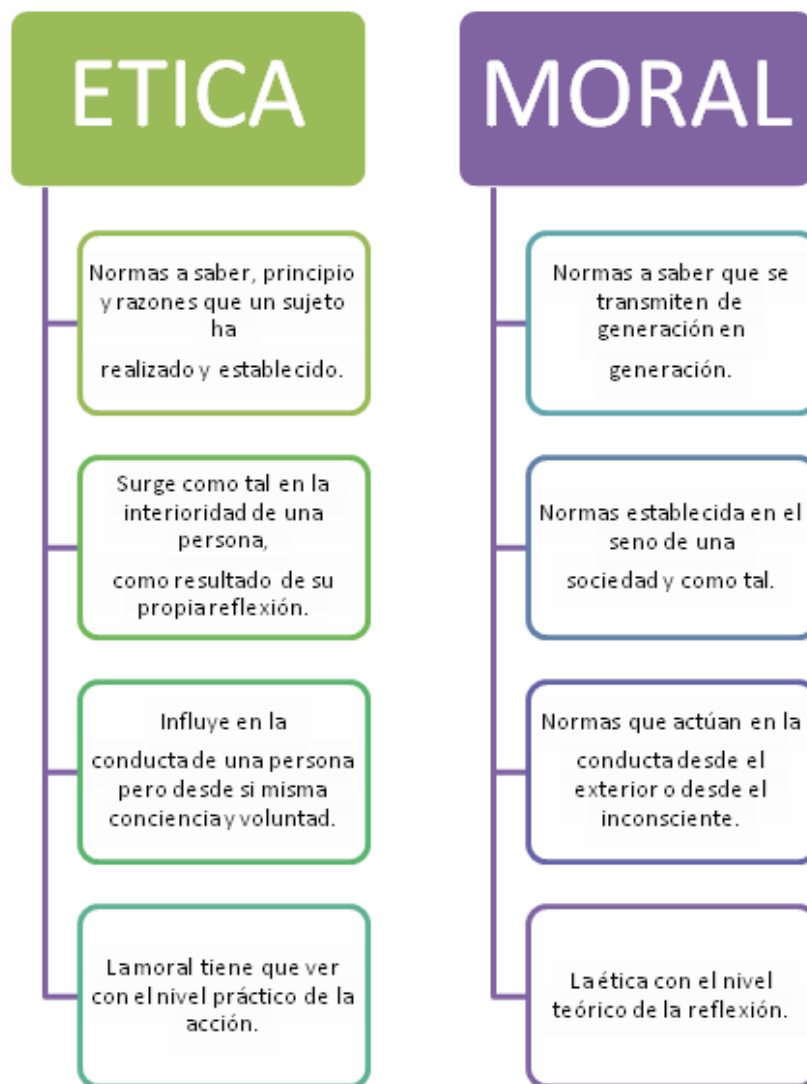 ETICA
Normas a saber, principio
y razones que un sujeto
ha
realizado y establecido.
Surge como tal en la
interioridad de una
persona,
como resultado de su
propia reflexión.
Influye en la
conducta de una persona
pero desde si misma
conciencia y voluntad.
La moral tiene que ver
con el nivel práctico de la
acción.
MORAL
Normas a saber que se
transmiten de
generación en
generación.
Normas establecida en el
seno de una
sociedad y como tal.
Normas que actúan en la
conducta desde el
exterior o desde el
inconsciente.
La ética con el nivel
teórico de la reflexión.